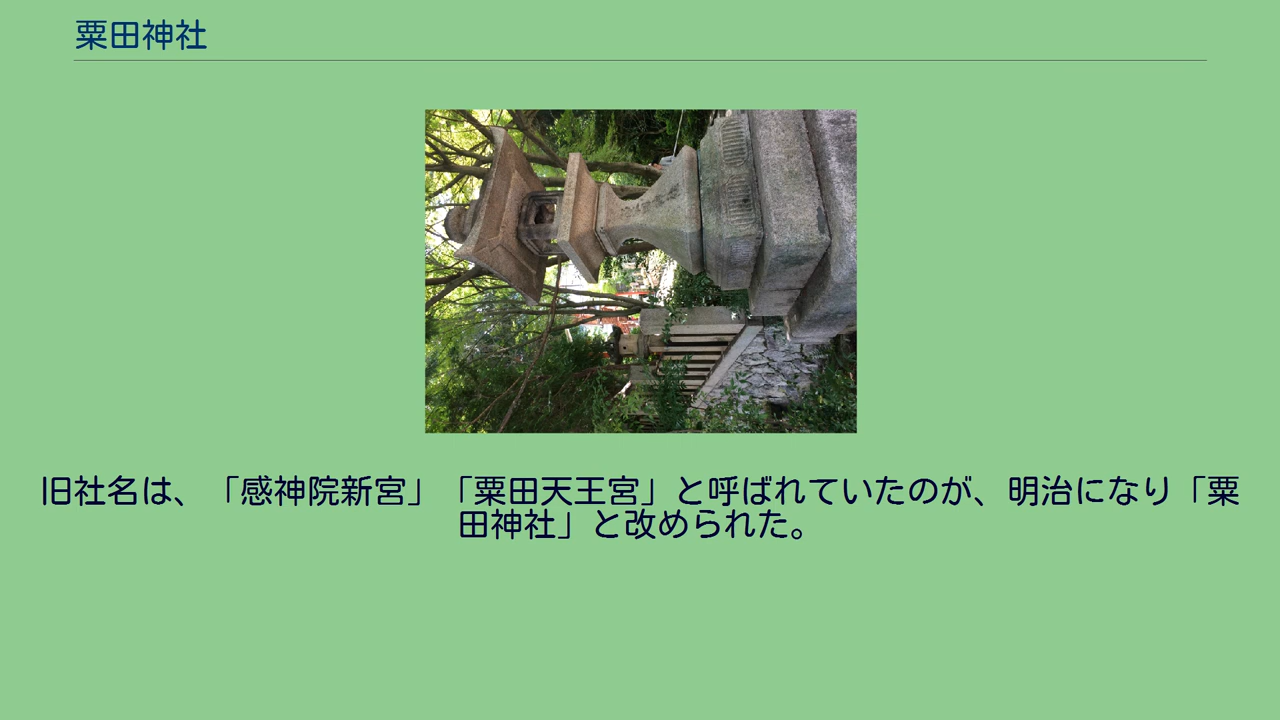 粟田神社
旧社名は、「感神院新宮」「粟田天王宮」と呼ばれていたのが、明治になり「粟
田神社」と改められた。